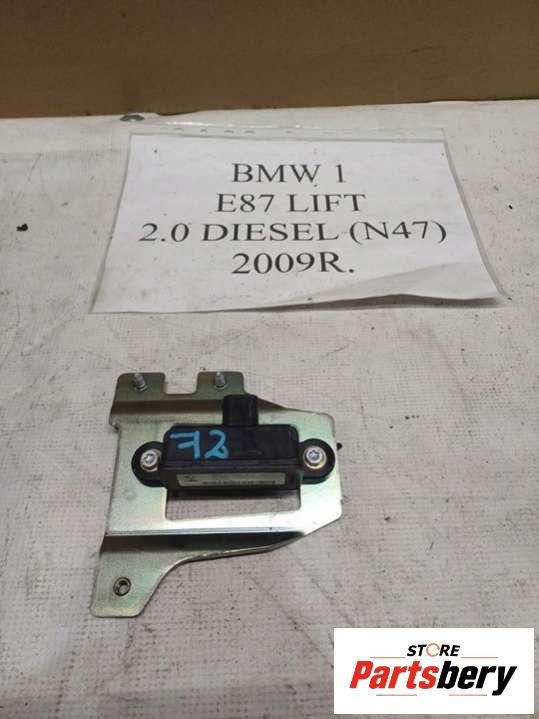 BMW 1
E87 LIFT
2.0 DIESEL (N47)
2009R.
72
STORE
Partsbery